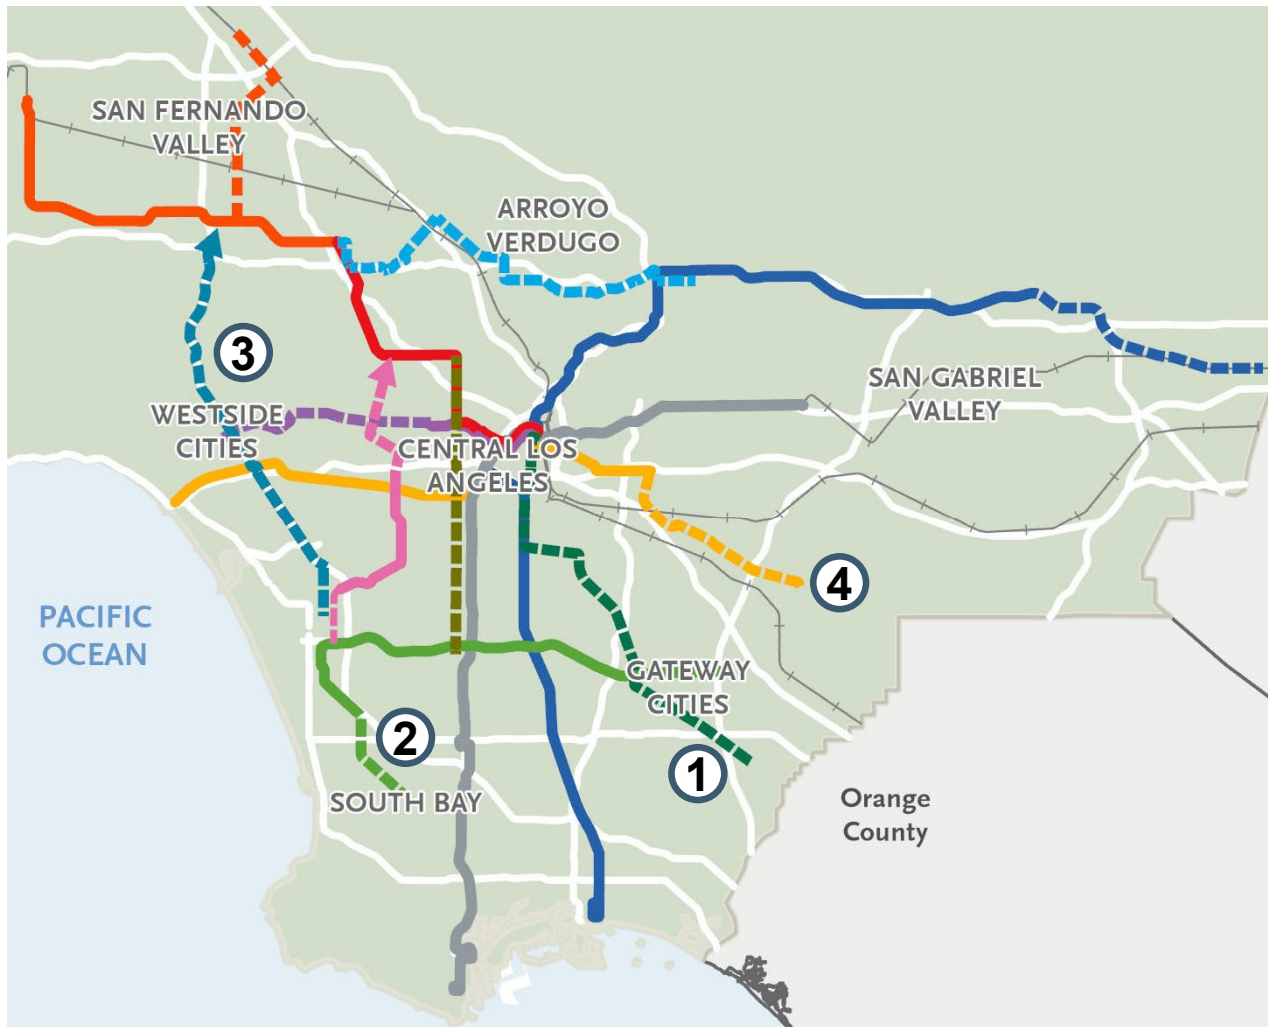 SAN FERNANDO
VALLEY
ARROYO
VERDUGO
3
SAN GABRIEL
VALLEY
WESTSIDE
CITIES
CENTRAL LOS
ANGELES
4
PACIFIC
OCEAN
GATEWAY
CITIES
2
1
SOUTH BAY
Orange
County